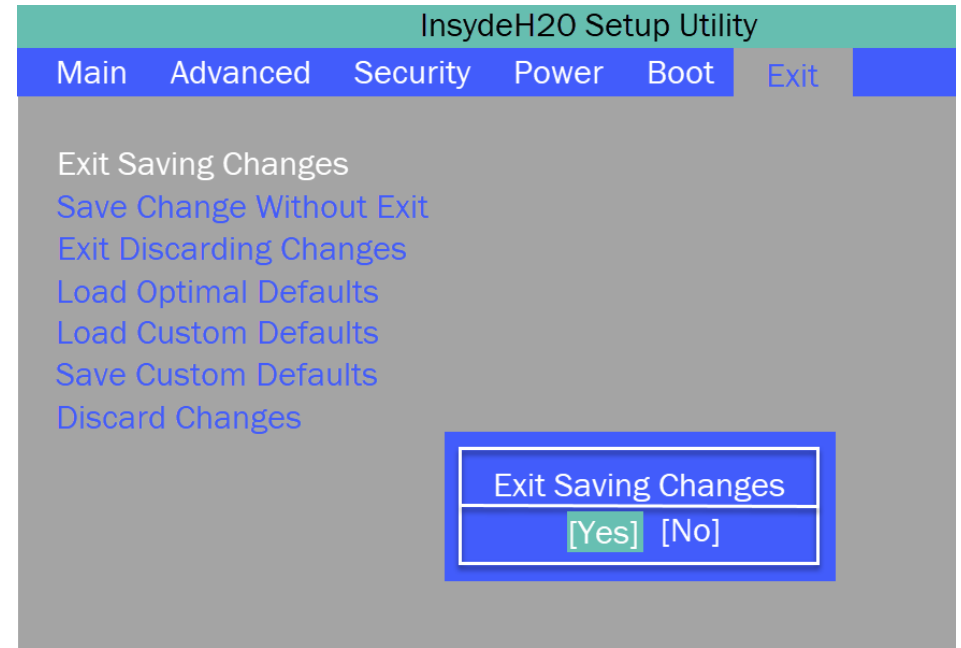 InsydeH20 Setup Utility
Main Advanced Security Power Boot Exit
Exit Saving Changes
Save Change Without Exit
Exit Discarding Changes
Load Optimal Defaults
Load Custom Defaults
Save Custom Defaults
Discard Changes
Exit Saving Changes
[Yes] [No]